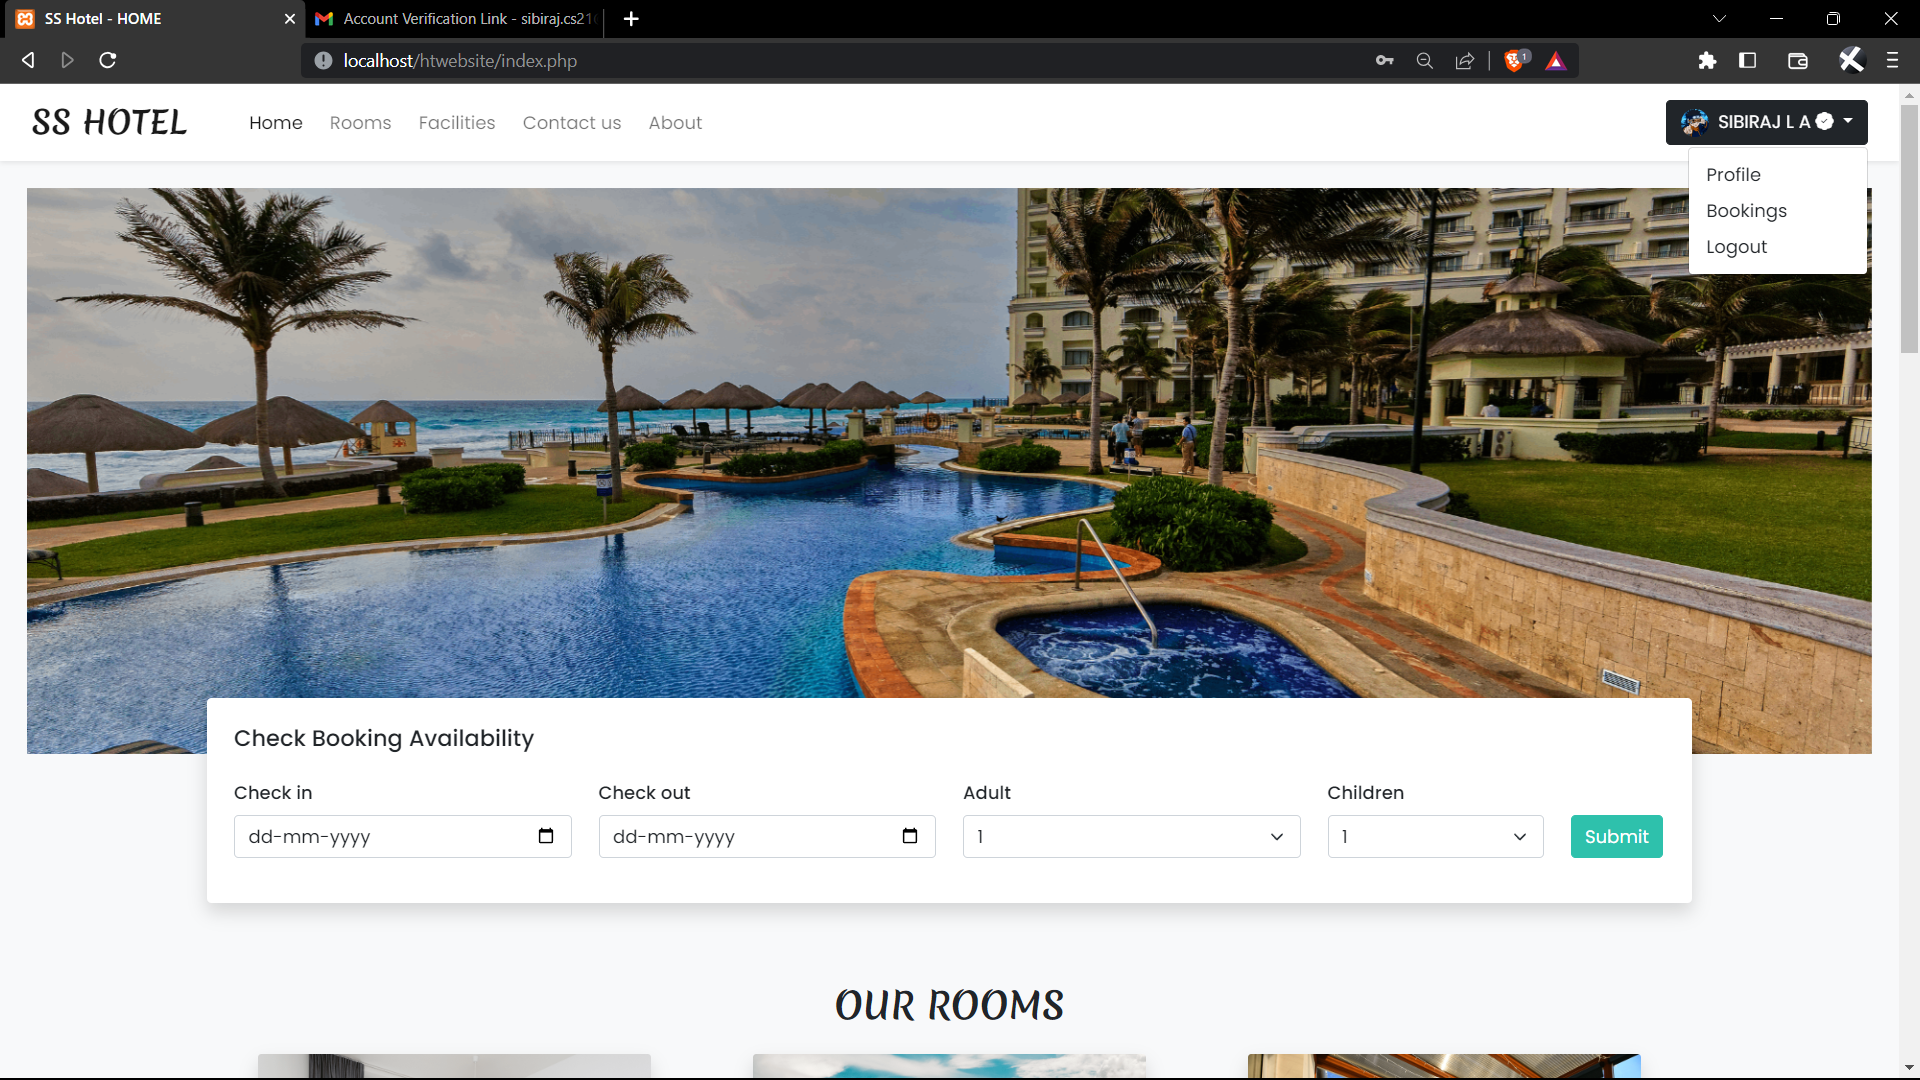 SS Hotel - HOME
Account Verification Link - sibiraj.cs21
localhost/htwebsite/index.php
1
SS HOTEL
Home
Rooms
Facilities
Contact us
About
SIBIRAJ L A
Profile
Bookings
Logout
Check Booking Availability
Check in
Check out
Adult
Children
dd-mm-yyyy
dd-mm-yyyy
1
1
Submit
OUR ROOMS